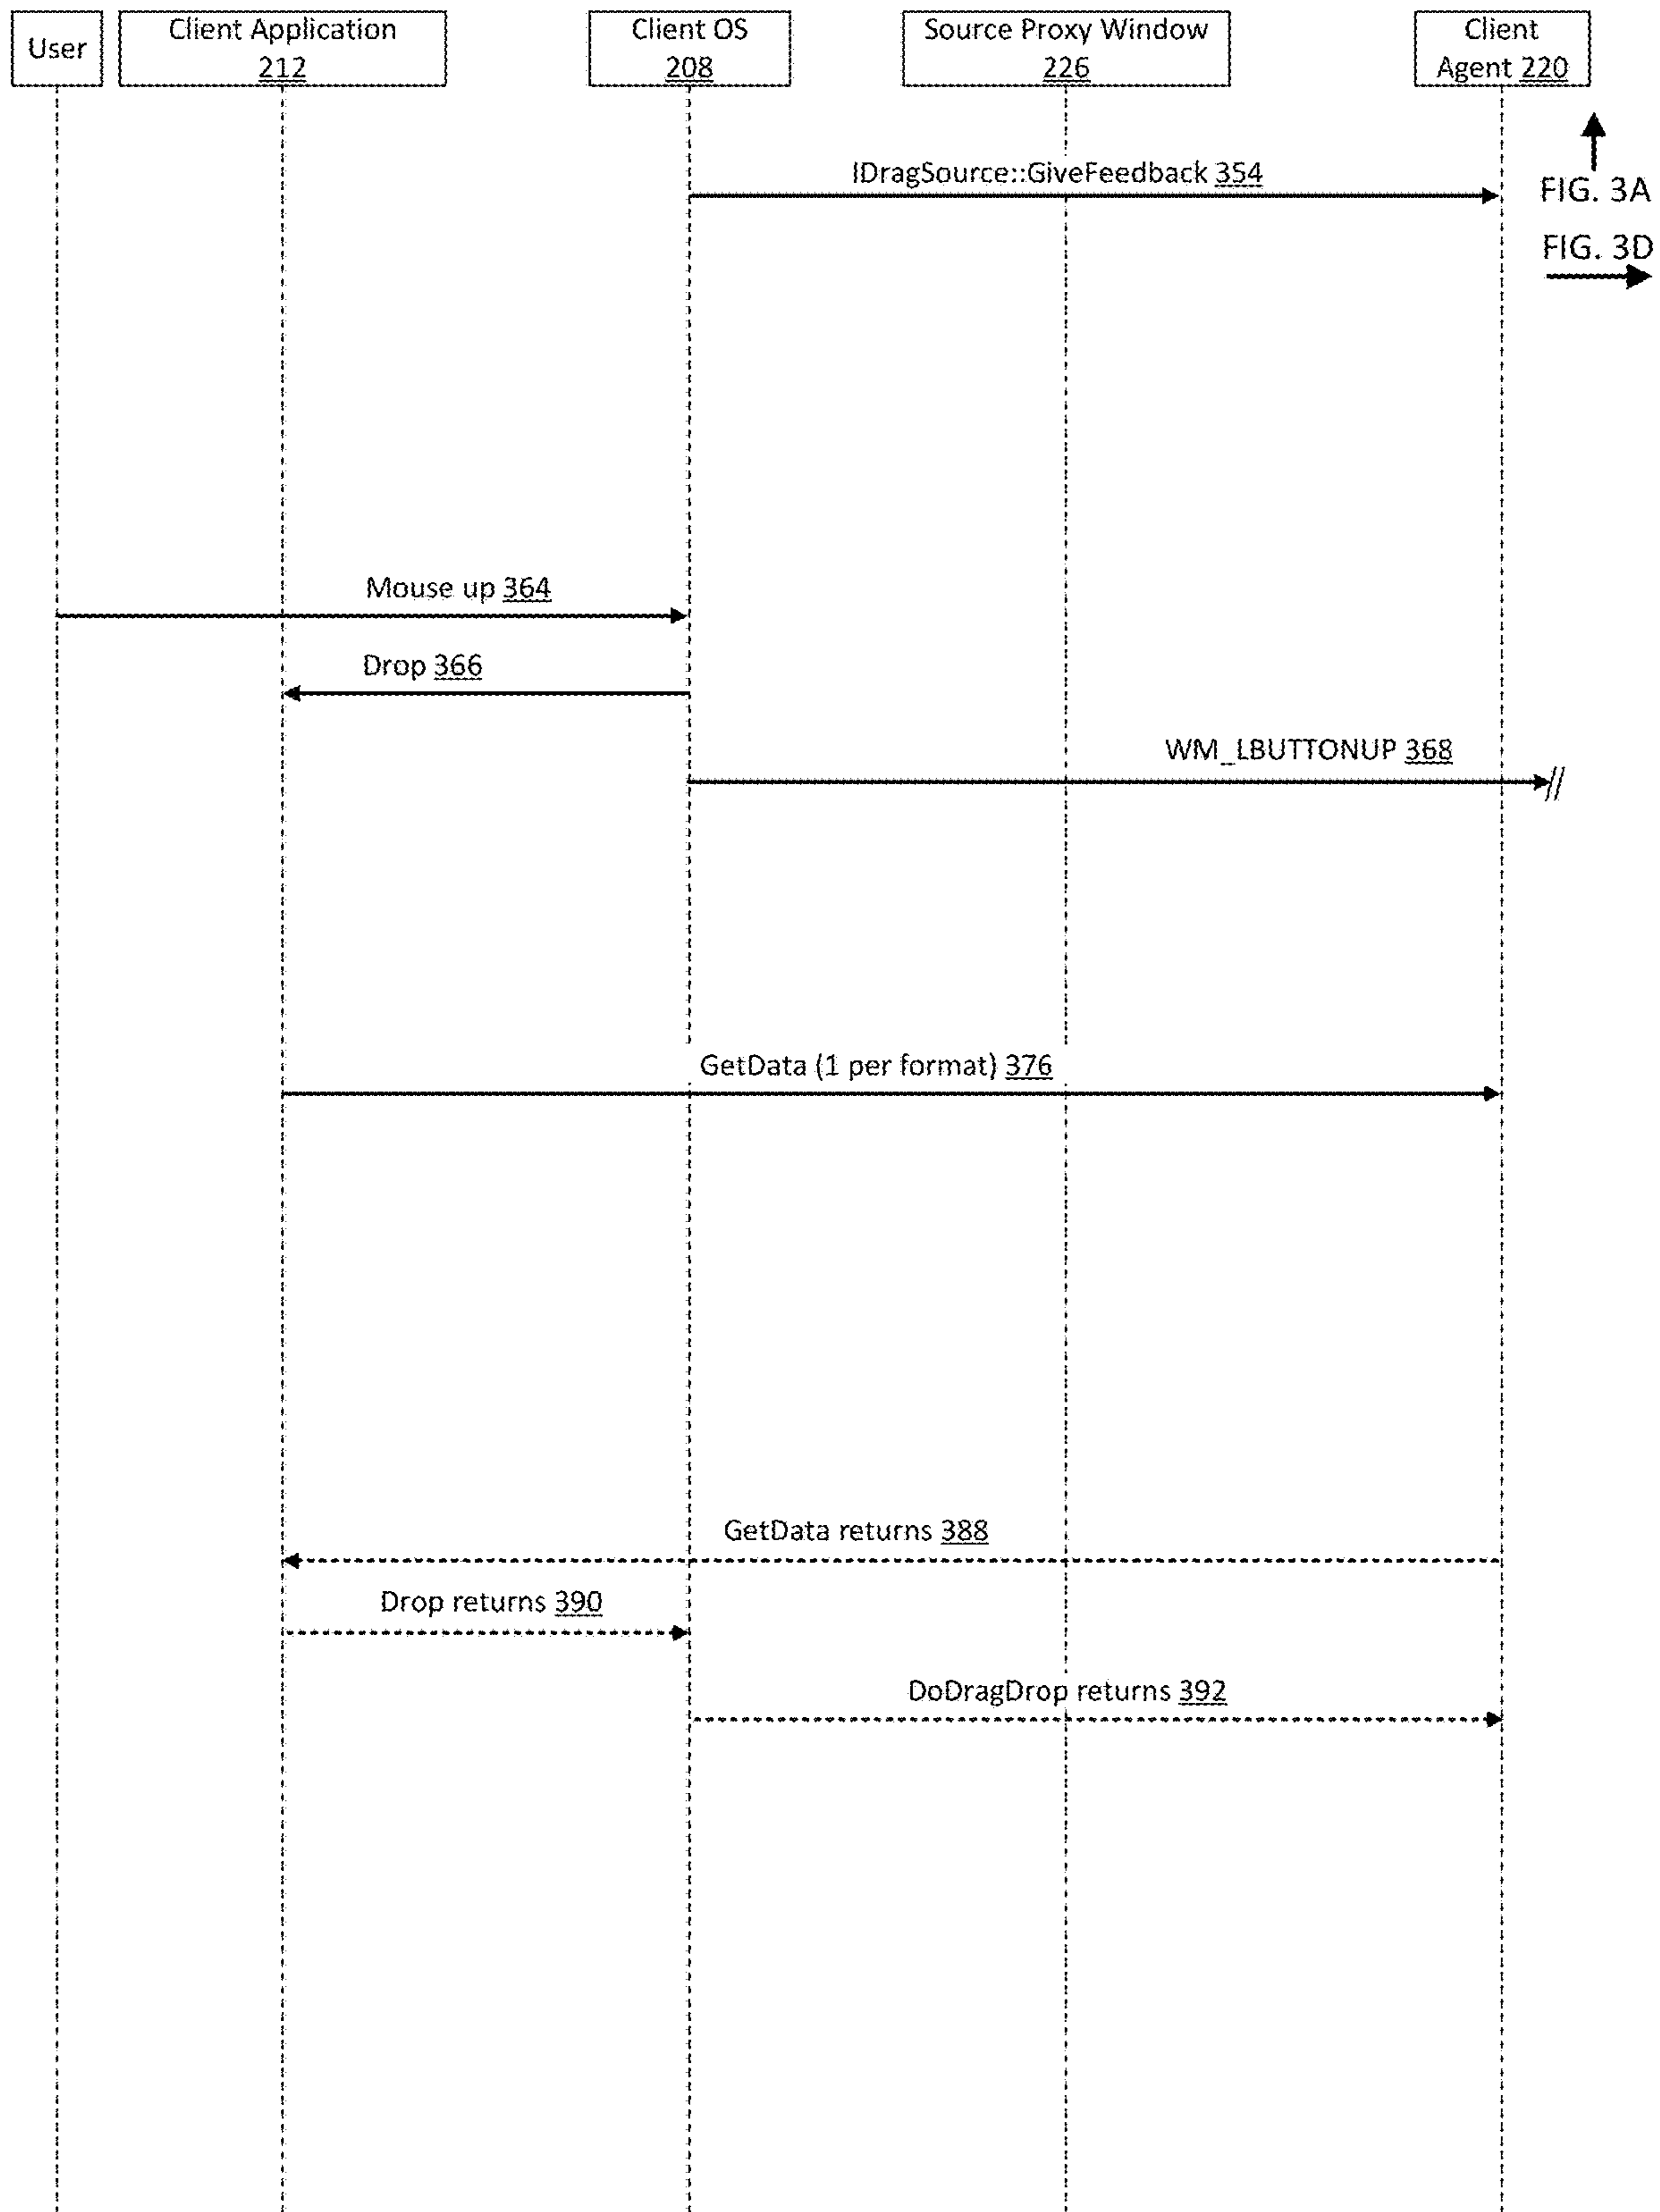 User
Client Application
212
Client OS
208
Source Proxy Window
226
Client
Agent 220
IDragSource::GiveFeedback 354
FIG. 3A
FIG. 3D
Mouse up 364
Drop 366
WM_LBUTTONUP 368
//
GetData (1 per format) 376
GetData returns 388
Drop returns 390
DoDragDrop returns 392